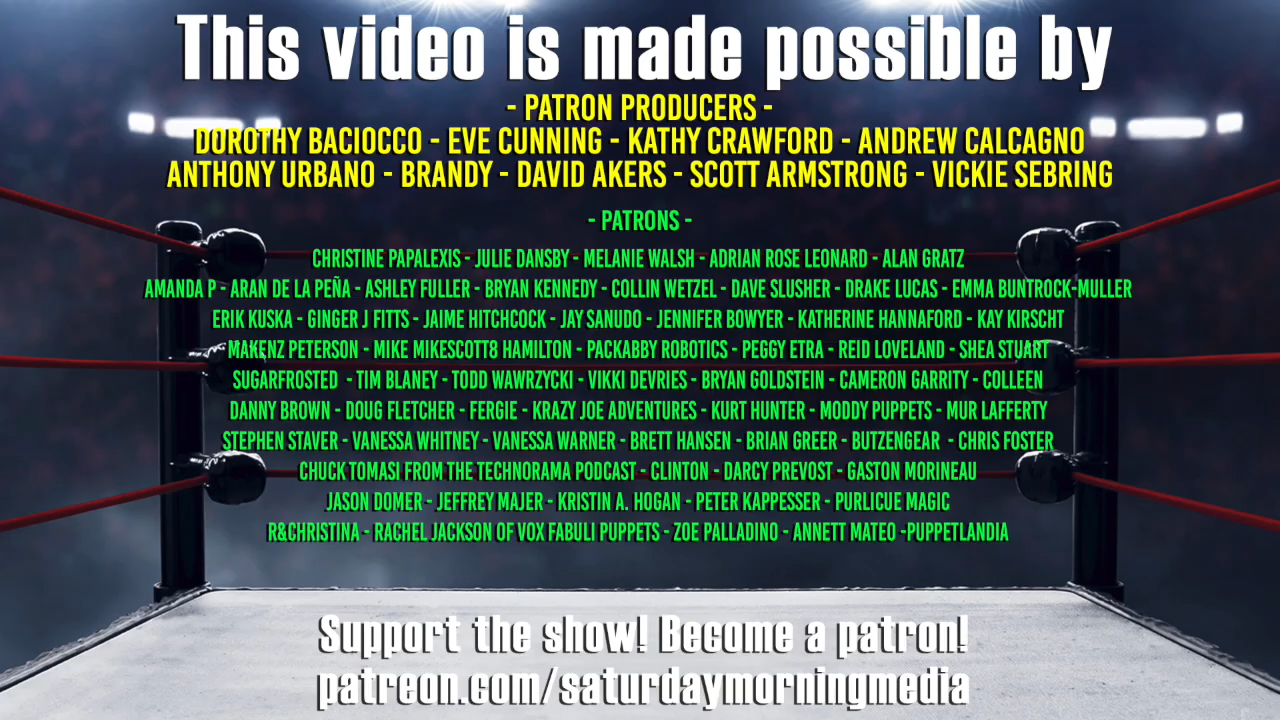 This video is made possible by
- PATRON PRODUCERS -
DOROTHY BACIOCCO - EVE CUNNING - KATHY CRAWFORD - ANDREW CALCAGNO
ANTHONY URBANO - BRANDY - DAVID AKERS - SCOTT ARMSTRONG - VICKIE SEBRING
- PATRONS -
CHRISTINE PAPALEXIS - JULIE DANSBY - MELANIE WALSH - ADRIAN ROSE LEONARD - ALAN GRATZ
AMANDA P - ARAN DE LA PEÑA - ASHLEY FULLER - BRYAN KENNEDY - COLLIN WETZEL - DAVE SLUSHER - DRAKE LUCAS - EMMA BUNTROCK-MULLER
ERIK KUSKA - GINGER J FITTS - JAIME HITCHCOCK - JAY SANUDO - JENNIFER BOWYER - KATHERINE HANNAFORD - KAY KIRSCHT
MAKENZ PETERSON - MIKE MIKESCOTT8 HAMILTON - PACKABBY ROBOTICS - PEGGY ETRA - REID LOVELAND - SHEA STUART
SUGARFROSTED - TIM BLANEY - TODD WAWRZYCKI - VIKKI DEVRIES - BRYAN GOLDSTEIN - CAMERON GARRITY - COLLEEN
DANNY BROWN - DOUG FLETCHER - FERGIE - KRAZY JOE ADVENTURES - KURT HUNTER - MODDY PUPPETS - MUR LAFFERTY
STEPHEN STAVER - VANESSA WHITNEY - VANESSA WARNER - BRETT HANSEN - BRIAN GREER - BUTZENGEAR - CHRIS FOSTER
CHUCK TOMASI FROM THE TECHNORAMA PODCAST - CLINTON - DARCY PREVOST - GASTON MORINEAU
JASON DOMER - JEFFREY MAJER - KRISTIN A. HOGAN - PETER KAPPESSER - PURLICUE MAGIC
R&CHRISTINA - RACHEL JACKSON OF VOX FABULI PUPPETS - ZOE PALLADINO - ANNETT MATEO -PUPPETLANDIA
Support the show! Become a patron!
patreon.com/saturdaymorningmedia